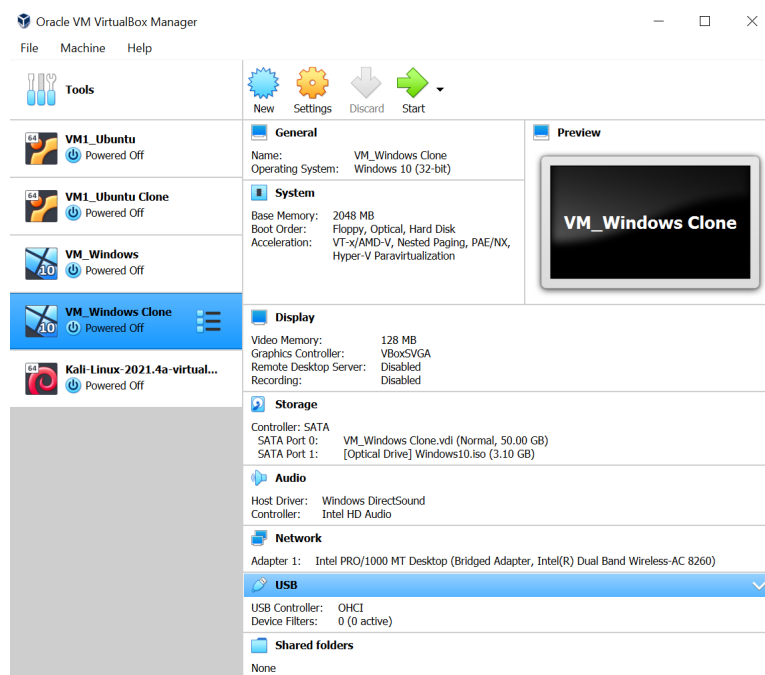 Oracle VM VirtualBox Manager
File Machine Help
Tools
New Settings Discard Start
64
VM1_Ubuntu
Powered Off
64
VM1_Ubuntu Clone
Powered Off
10
VM_Windows
Powered Off
10
VM_Windows Clone
Powered Off
64
Kali-Linux-2021.4a-virtual...
Powered Off
General
Name: VM_Windows Clone
Operating System: Windows 10 (32-bit)
System
Base Memory: 2048 MB
Boot Order: Floppy, Optical, Hard Disk
Acceleration: VT-x/AMD-V, Nested Paging, PAE/NX,
Hyper-V Paravirtualization
Preview
VM_Windows Clone
Display
Video Memory: 128 MB
Graphics Controller: VBoxSVGA
Remote Desktop Server: Disabled
Recording: Disabled
Storage
Controller: SATA
SATA Port 0: VM_Windows Clone.vdi (Normal, 50.00 GB)
SATA Port 1: [Optical Drive] Windows10.iso (3.10 GB)
Audio
Host Driver: Windows DirectSound
Controller: Intel HD Audio
Network
Adapter 1: Intel PRO/1000 MT Desktop (Bridged Adapter, Intel(R) Dual Band Wireless-AC 8260)
USB
USB Controller: OHCI
Device Filters: 0 (0 active)
Shared folders
None